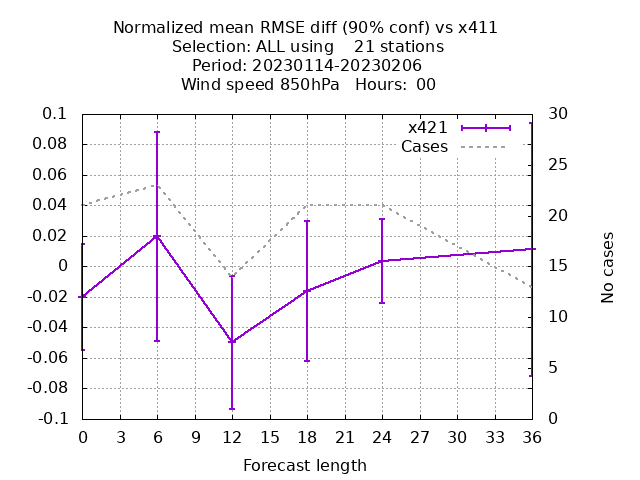 Normalized mean RMSE diff (90% conf) vs x411
Selection: ALL using    21 stations
Period: 20230114-20230206
Wind speed 850hPa   Hours:  00
x421
Cases
0.1
0.08
0.06
0.04
0.02
0
-0.02
-0.04
-0.06
-0.08
-0.1
30
25
20
15
10
5
0
No cases
0 3 6 9 12 15 18 21 24 27 30 33 36
Forecast length